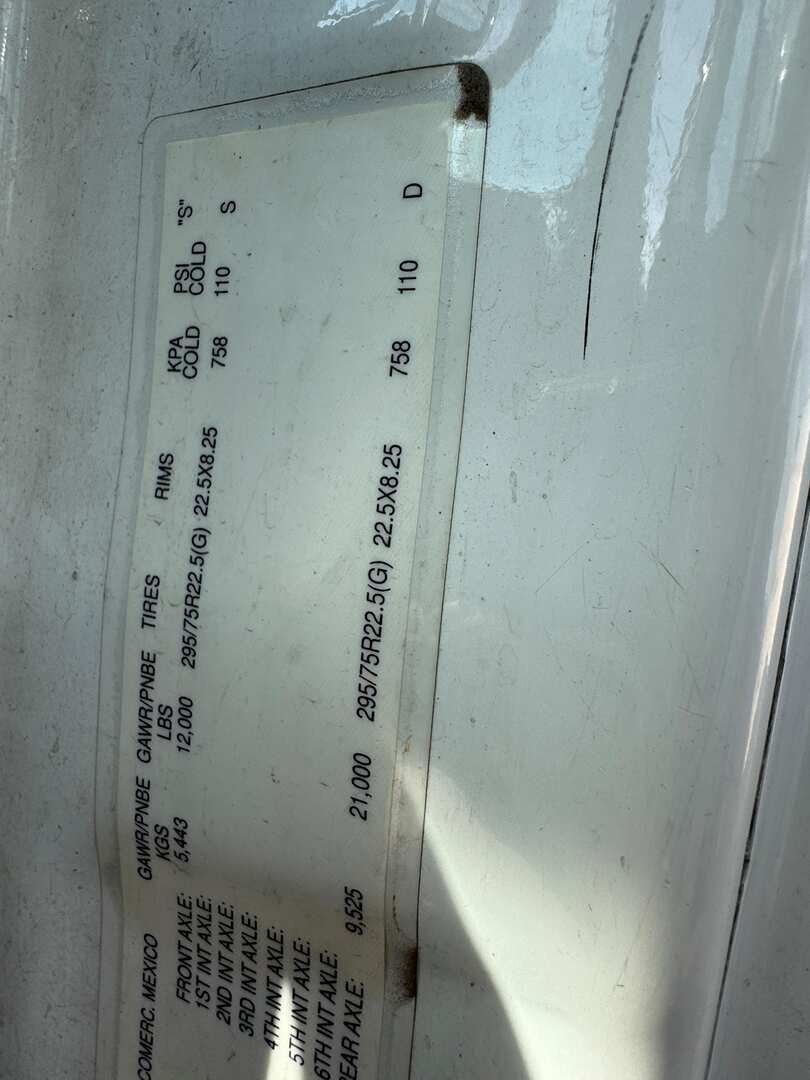 COMERC. MEXICO
GAWR/PNBE GAWR/PNBE TIRES RIMS KPA PSI "S"
KGS LBS COLD COLD
FRONT AXLE: 5,443 12,000 295/75R22.5(G) 22.5X8.25 758 110 S
1ST INT AXLE:
2ND INT AXLE:
3RD INT AXLE:
4TH INT AXLE:
5TH INT AXLE:
6TH INT AXLE:
REAR AXLE: 9,525 21,000 295/75R22.5(G) 22.5X8.25 758 110 D